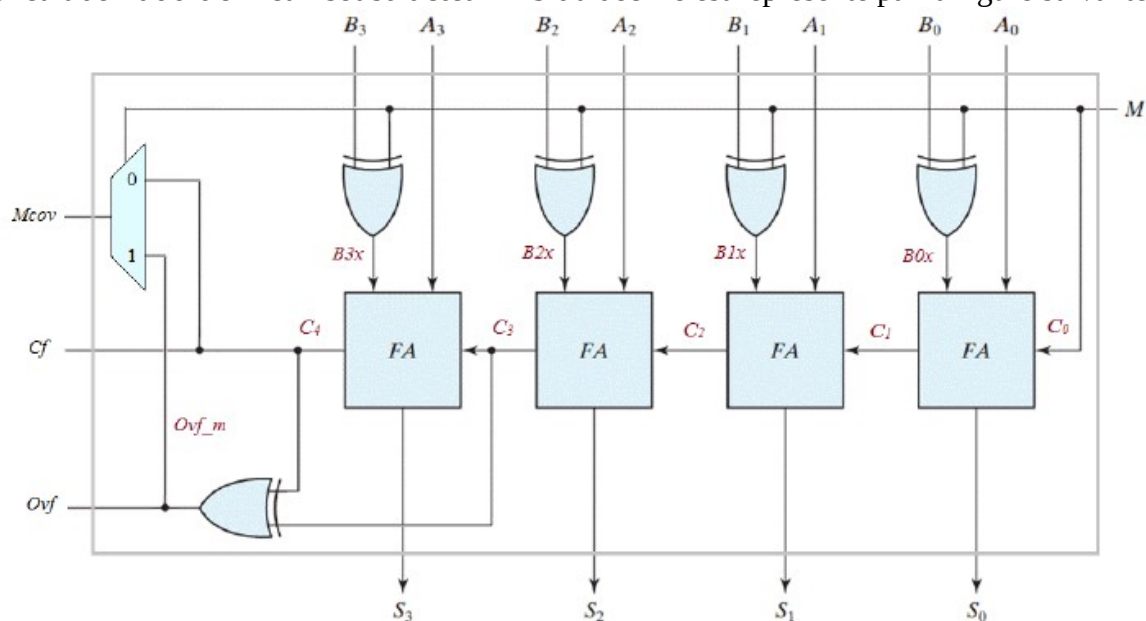 B3 A3 B2 A2 B1 A1 B0 A0
M
0
Mcov
1
B3x B2x B1x B0x
Cf C4 FA C3 FA C2 FA C1 FA C0
Ovf_m
Ovf
S3 S2 S1 S0